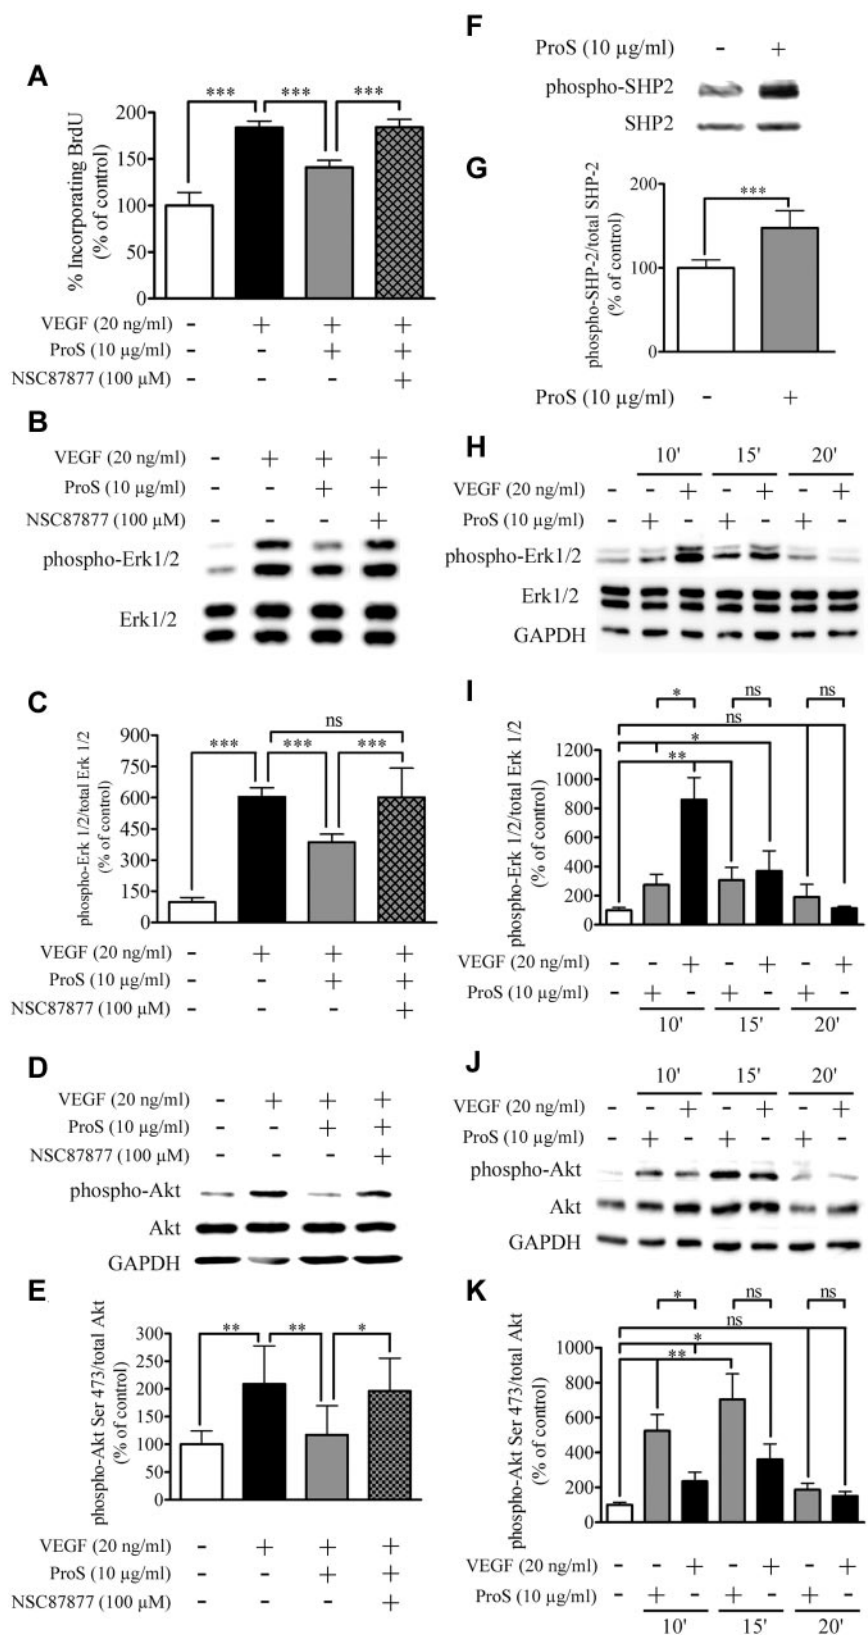 A
***
***
***
200
150
100
50
0
% Incorporating BrdU
(% of control)
VEGF (20 ng/ml) - + + +
ProS (10 µg/ml) - - + +
NSC87877 (100 µM) - - - +
B
VEGF (20 ng/ml) - + + +
ProS (10 µg/ml) - - + +
NSC87877 (100 µM) - - - +
phospho-Erk1/2
Erk1/2
C
ns
***
***
***
900
750
600
450
300
150
0
phospho-Erk 1/2/total Erk 1/2
(% of control)
VEGF (20 ng/ml) - + + +
ProS (10 µg/ml) - - + +
NSC87877 (100 µM) - - - +
D
VEGF (20 ng/ml) - + + +
ProS (10 µg/ml) - - + +
NSC87877 (100 µM) - - - +
phospho-Akt
Akt
GAPDH
E
**
**
*
300
250
200
150
100
50
0
phospho-Akt Ser 473/total Akt
(% of control)
VEGF (20 ng/ml) - + + +
ProS (10 µg/ml) - - + +
NSC87877 (100 µM) - - - +
F
ProS (10 µg/ml) - +
phospho-SHP2
SHP2
G
***
200
100
0
phospho-SHP-2/total SHP-2
(% of control)
ProS (10 µg/ml) - +
H
10' 15' 20'
VEGF (20 ng/ml) - - + - + - +
ProS (10 µg/ml) - + - + - + -
phospho-Erk1/2
Erk1/2
GAPDH
I
* ns ns
ns
*
**
1200
1000
800
600
400
200
0
phospho-Erk 1/2/total Erk 1/2
(% of control)
VEGF (20 ng/ml) - - + - + - +
ProS (10 µg/ml) - + - + - + -
10' 15' 20'
J
10' 15' 20'
VEGF (20 ng/ml) - - + - + - +
ProS (10 µg/ml) - + - + - + -
phospho-Akt
Akt
GAPDH
K
* ns ns
ns
*
**
1000
800
600
400
200
0
phospho-Akt Ser 473/total Akt
(% of control)
VEGF (20 ng/ml) - - + - + - +
ProS (10 µg/ml) - + - + - + -
10' 15' 20'